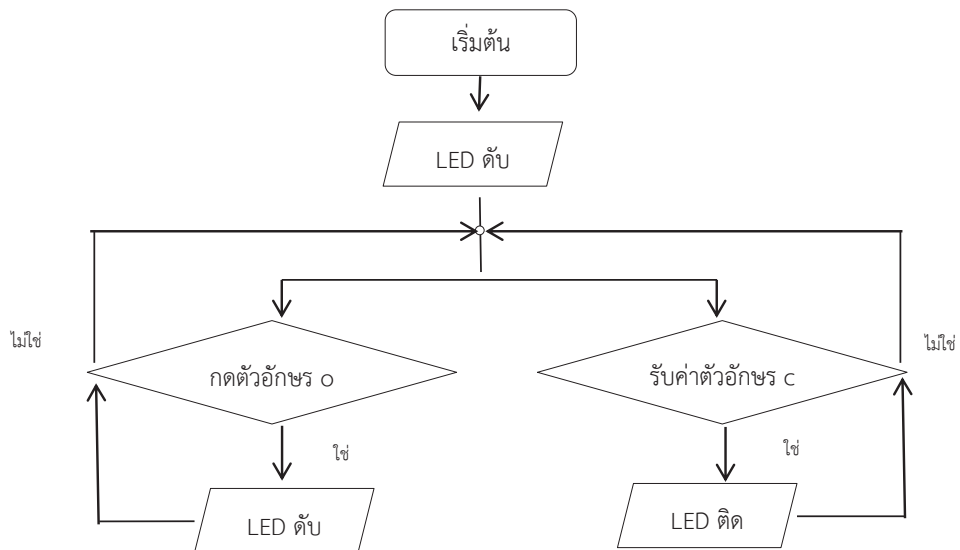 เริ่มต้น
LED ดับ
ไม่ใช่
ไม่ใช่
กดตัวอักษร o
รับค่าตัวอักษร c
ใช่
ใช่
LED ดับ
LED ติด